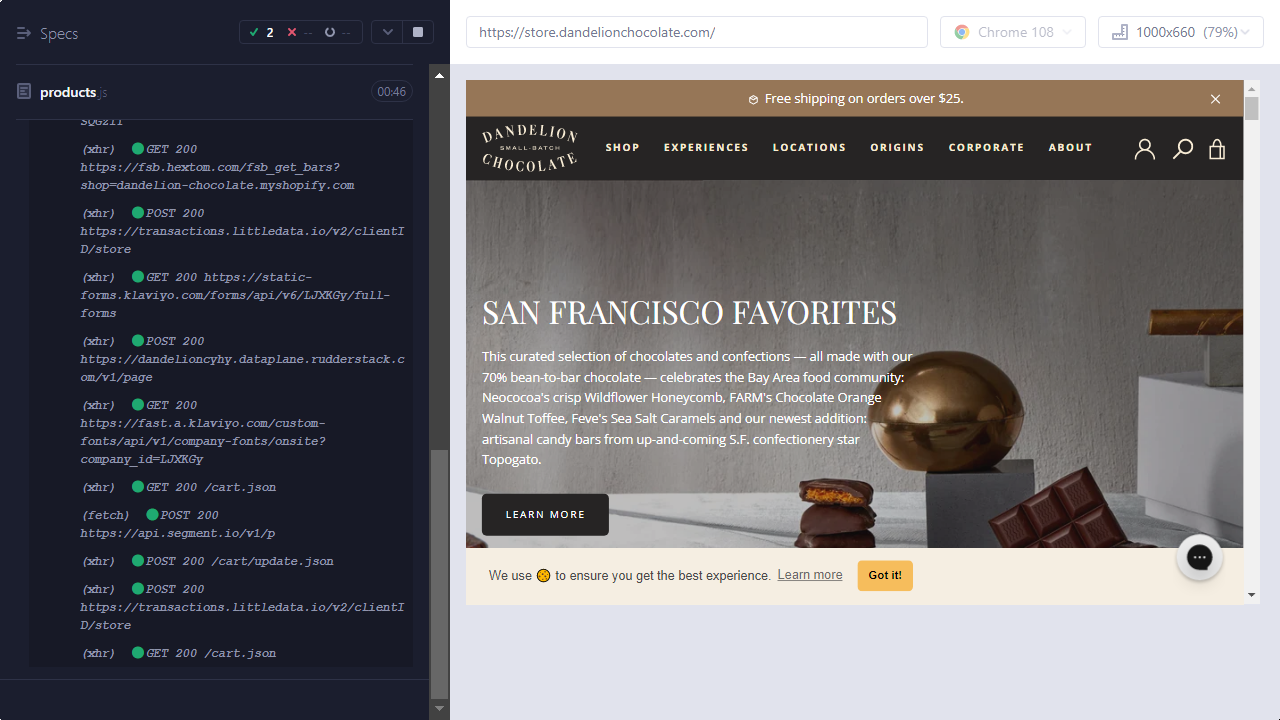 Specs
2
--
--
products.js
00:46
(xhr) GET 200
https://fsb.hextom.com/fsb_get_bars?
shop=dandelion-chocolate.myshopify.com
(xhr) POST 200
https://transactions.littledata.io/v2/clientI
D/store
(xhr) GET 200 https://static-
forms.klaviyo.com/forms/api/v6/LJXKGy/full-
forms
(xhr) POST 200
https://dandelioncyhy.dataplane.rudderstack.c
om/v1/page
(xhr) GET 200
https://fast.a.klaviyo.com/custom-
fonts/api/v1/company-fonts/onsite?
company_id=LJXKGy
(xhr) GET 200 /cart.json
(fetch) POST 200
https://api.segment.io/v1/p
(xhr) POST 200 /cart/update.json
(xhr) POST 200
https://transactions.littledata.io/v2/clientI
D/store
(xhr) GET 200 /cart.json
https://store.dandelionchocolate.com/
Chrome 108
1000x660 (79%)
Free shipping on orders over $25.
DANDELION
SMALL-BATCH
CHOCOLATE
SHOP EXPERIENCES LOCATIONS ORIGINS CORPORATE ABOUT
SAN FRANCISCO FAVORITES
This curated selection of chocolates and confections — all made with our
70% bean-to-bar chocolate — celebrates the Bay Area food community:
Neococoa's crisp Wildflower Honeycomb, FARM's Chocolate Orange
Walnut Toffee, Feve's Sea Salt Caramels and our newest addition:
artisanal candy bars from up-and-coming S.F. confectionery star
Topogato.
LEARN MORE
We use 🍪 to ensure you get the best experience. Learn more
Got it!